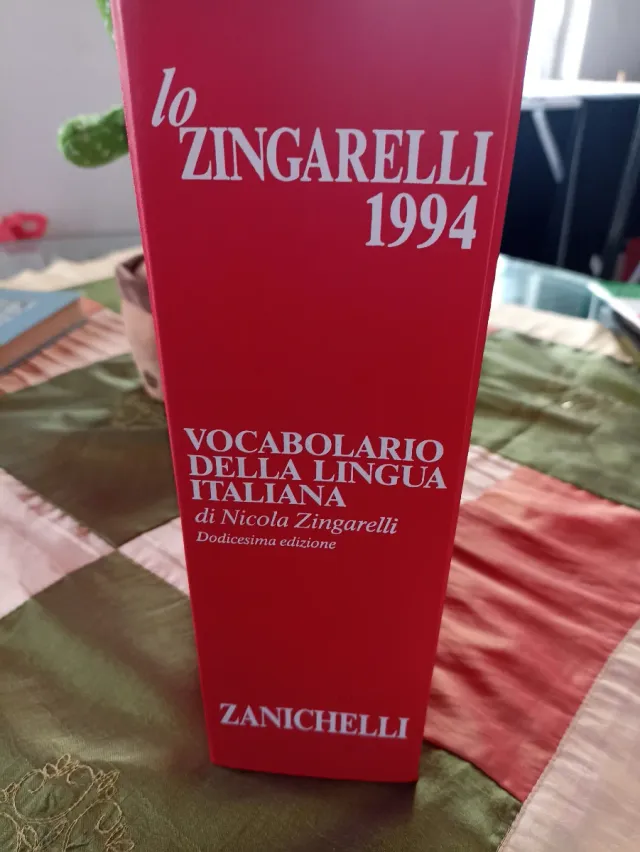 lo
ZINGARELLI
1994
VOCABOLARIO
DELLA LINGUA
ITALIANA
di Nicola Zingarelli
Dodicesima edizione
ZANICHELLI